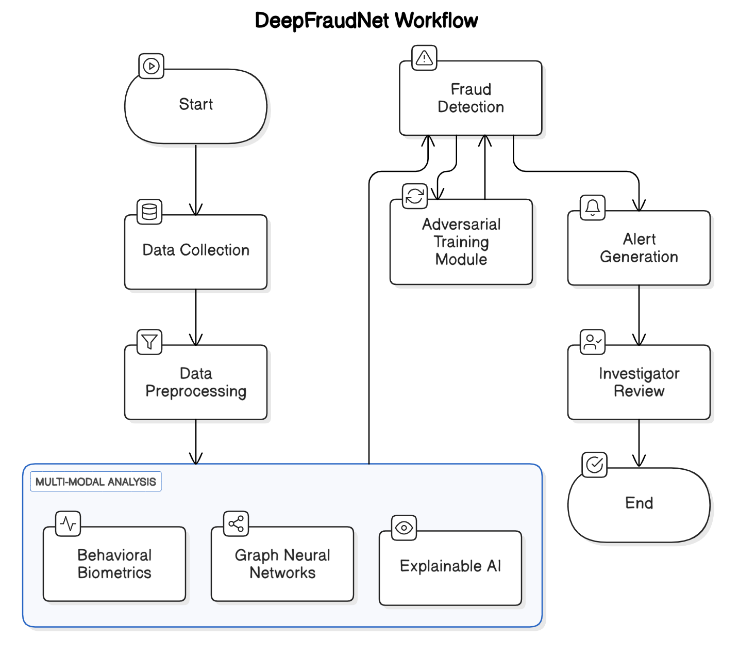 DeepFraudNet Workflow
Start
Data Collection
Data
Preprocessing
MULTI-MODAL ANALYSIS
Behavioral
Biometrics
Graph Neural
Networks
Explainable AI
Fraud
Detection
Adversarial
Training
Module
Alert
Generation
Investigator
Review
End